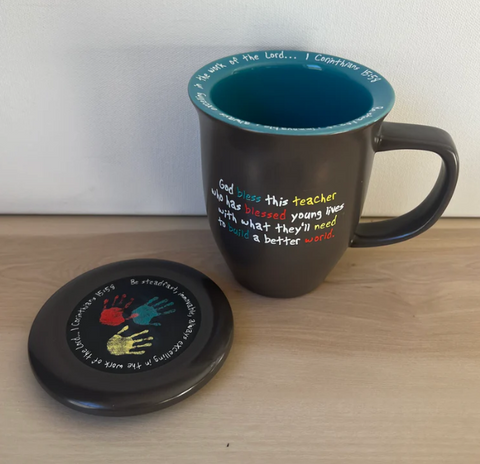 in the work of the Lord... 1 Corinthians 15:58
God bless this teacher
who has blessed young lives
with what they'll need
to build a better world.
Be steadfast, immovable, always excelling in the work of the Lord...1 Corinthians 15:58